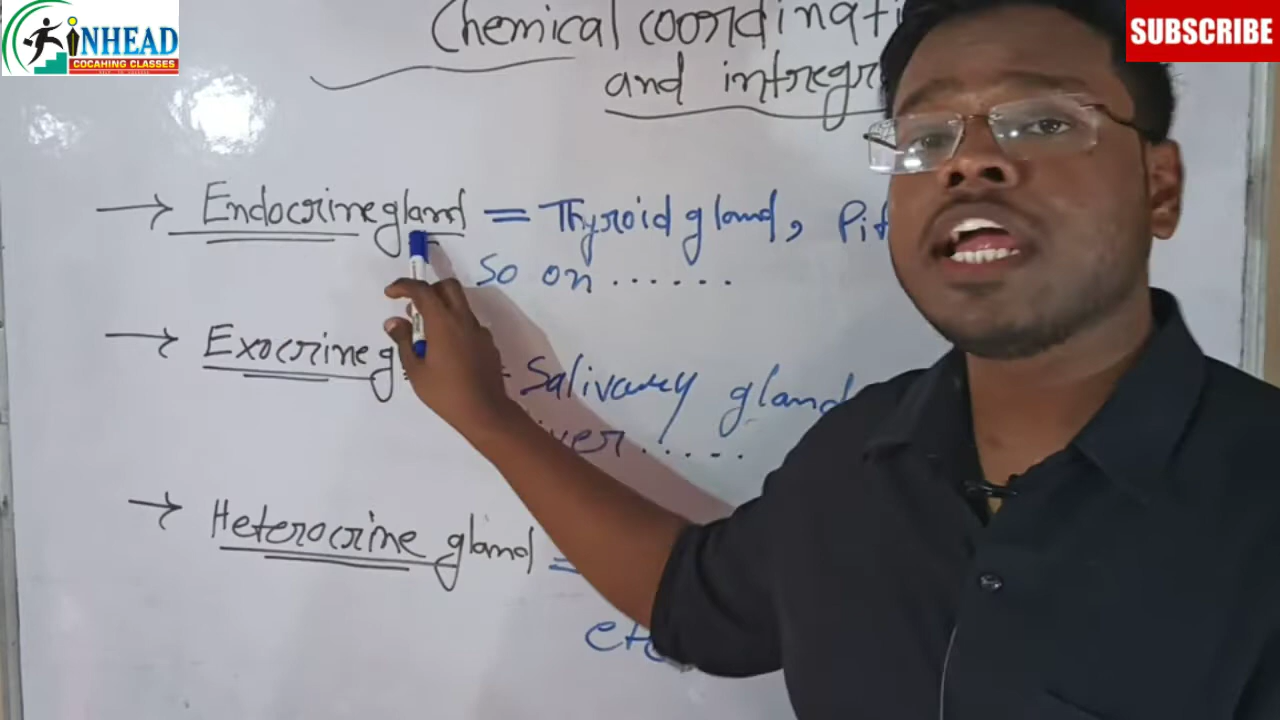 iNHEAD
COCAHING CLASSES
SUBSCRIBE
Chemical coordinati
and intregr
→ Endocrine gland = Thyroid gland, Pit
so on ......
→ Exocrine g = Salivary gland
liver .....
→ Heterocrine gland =
etc